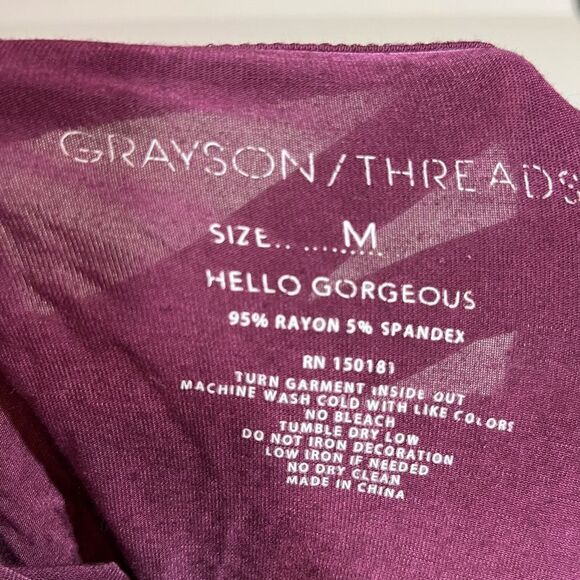 GRAYSON/THREADS
SIZE.. ......... M
HELLO GORGEOUS
95% RAYON 5% SPANDEX
RN 150181
TURN GARMENT INSIDE OUT
MACHINE WASH COLD WITH LIKE COLORS
NO BLEACH
TUMBLE DRY LOW
DO NOT IRON DECORATION
LOW IRON IF NEEDED
NO DRY CLEAN
MADE IN CHINA